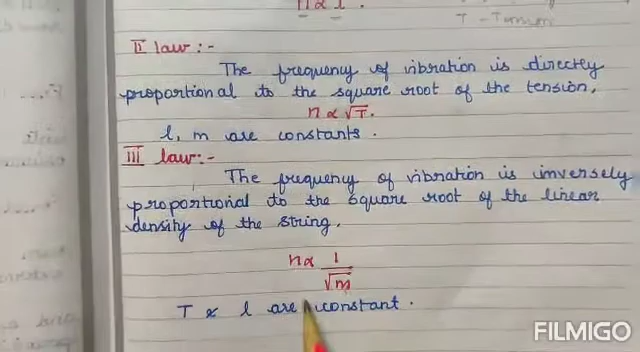 n α 1/l.
T - Tension
II law :-
The frequency of vibration is directly
proportional to the square root of the tension.
n α √T.
l, m are constants.
III law:-
The frequency of vibration is inversely
proportional to the square root of the linear
density of the string.
n α 1/√m
T & l are constant.
FILMIGO